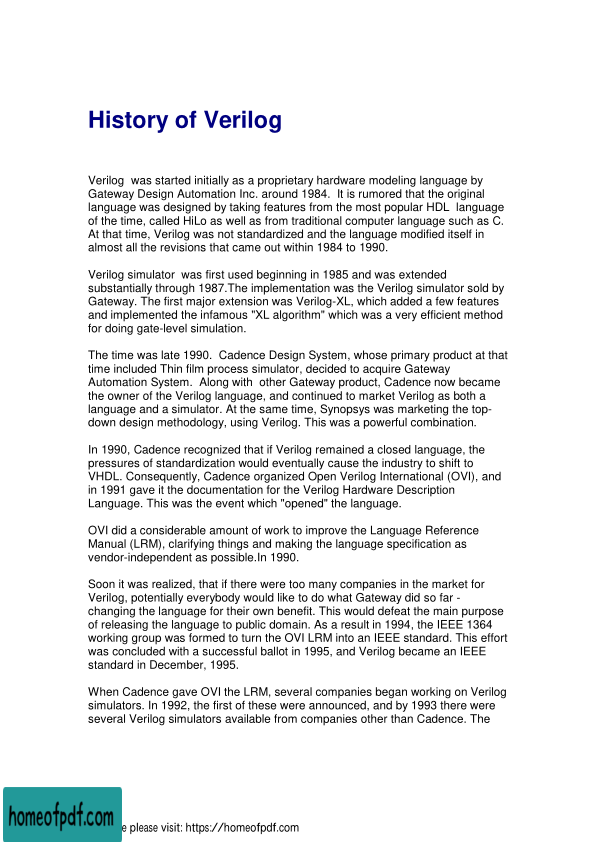 History of Verilog
Verilog was started initially as a proprietary hardware modeling language by
Gateway Design Automation Inc. around 1984. It is rumored that the original
language was designed by taking features from the most popular HDL language
of the time, called HiLo as well as from traditional computer language such as C.
At that time, Verilog was not standardized and the language modified itself in
almost all the revisions that came out within 1984 to 1990.
Verilog simulator was first used beginning in 1985 and was extended
substantially through 1987.The implementation was the Verilog simulator sold by
Gateway. The first major extension was Verilog-XL, which added a few features
and implemented the infamous "XL algorithm" which was a very efficient method
for doing gate-level simulation.
The time was late 1990. Cadence Design System, whose primary product at that
time included Thin film process simulator, decided to acquire Gateway
Automation System. Along with other Gateway product, Cadence now became
the owner of the Verilog language, and continued to market Verilog as both a
language and a simulator. At the same time, Synopsys was marketing the top-
down design methodology, using Verilog. This was a powerful combination.
In 1990, Cadence recognized that if Verilog remained a closed language, the
pressures of standardization would eventually cause the industry to shift to
VHDL. Consequently, Cadence organized Open Verilog International (OVI), and
in 1991 gave it the documentation for the Verilog Hardware Description
Language. This was the event which "opened" the language.
OVI did a considerable amount of work to improve the Language Reference
Manual (LRM), clarifying things and making the language specification as
vendor-independent as possible.In 1990.
Soon it was realized, that if there were too many companies in the market for
Verilog, potentially everybody would like to do what Gateway did so far -
changing the language for their own benefit. This would defeat the main purpose
of releasing the language to public domain. As a result in 1994, the IEEE 1364
working group was formed to turn the OVI LRM into an IEEE standard. This effort
was concluded with a successful ballot in 1995, and Verilog became an IEEE
standard in December, 1995.
When Cadence gave OVI the LRM, several companies began working on Verilog
simulators. In 1992, the first of these were announced, and by 1993 there were
several Verilog simulators available from companies other than Cadence. The
homeofpdf.com
e please visit: https://homeofpdf.com